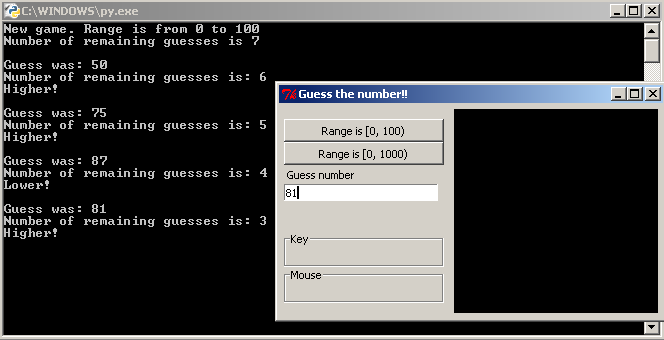 C:\WINDOWS\py.exe
New game. Range is from 0 to 100
Number of remaining guesses is 7
Guess was: 50
Number of remaining guesses is: 6
Higher!
Guess was: 75
Number of remaining guesses is: 5
Higher!
Guess was: 87
Number of remaining guesses is: 4
Lower!
Guess was: 81
Number of remaining guesses is: 3
Higher!
Guess the number!!
Range is [0, 100)
Range is [0, 1000)
Guess number
81
Key
Mouse